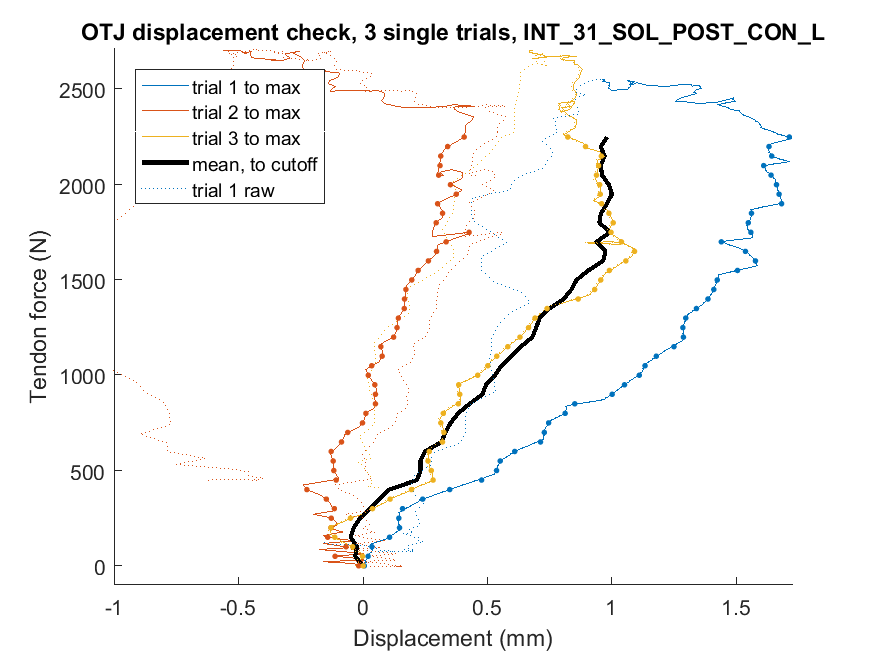 OTJ displacement check, 3 single trials, INT_31_SOL_POST_CON_L
trial 1 to max
trial 2 to max
trial 3 to max
mean, to cutoff
trial 1 raw
2500
2000
1500
1000
500
0
Tendon force (N)
-1
-0.5
0
0.5
1
1.5
Displacement (mm)